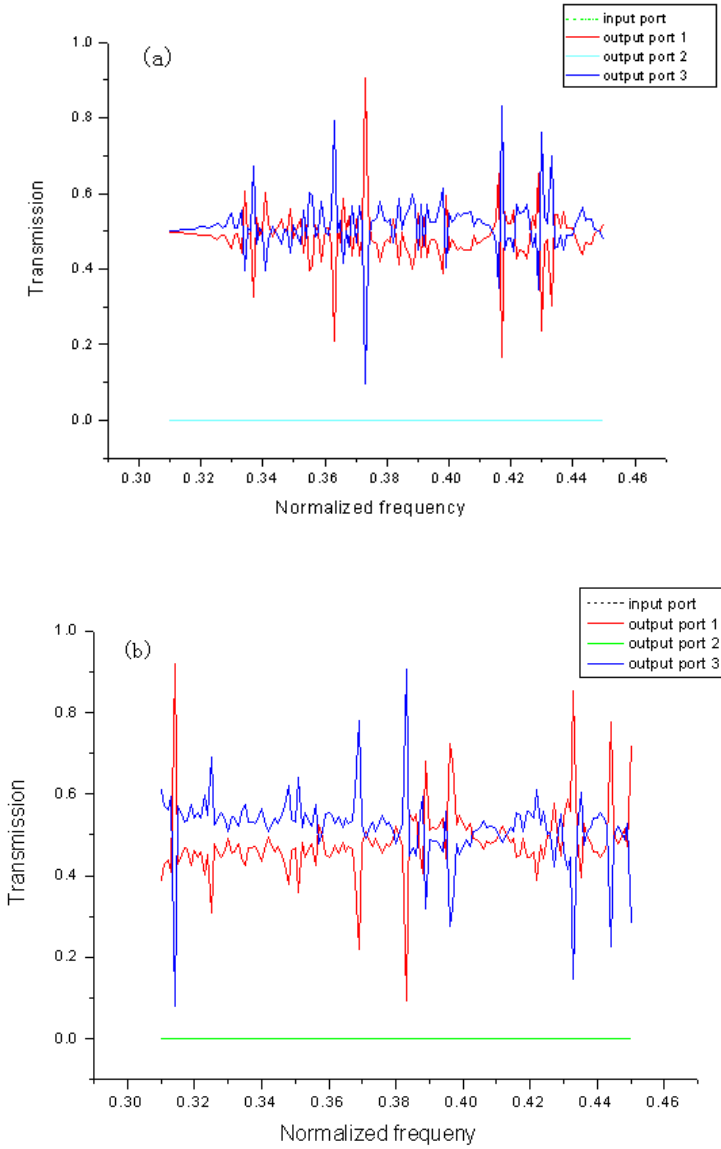 input port
output port 1
output port 2
output port 3
(a)
1.0
0.8
0.6
0.4
0.2
0.0
Transmission
0.30 0.32 0.34 0.36 0.38 0.40 0.42 0.44 0.46
Normalized frequency
input port
output port 1
output port 2
output port 3
(b)
1.0
0.8
0.6
0.4
0.2
0.0
Transmission
0.30 0.32 0.34 0.36 0.38 0.40 0.42 0.44 0.46
Normalized frequeny